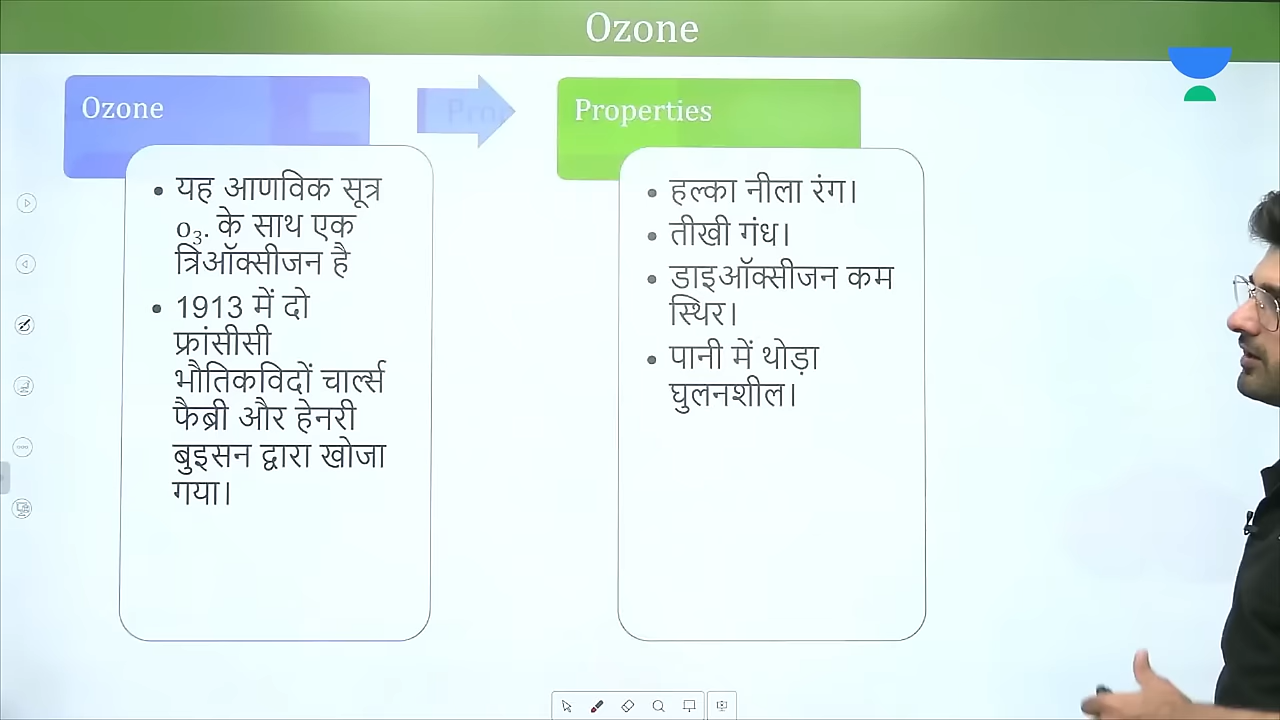 Ozone
Ozone
Properties
यह आणविक सूत्र
o₃. के साथ एक
त्रिऑक्सीजन है
1913 में दो
फ्रांसीसी
भौतिकविदों चार्ल्स
फैब्री और हेनरी
बुइसन द्वारा खोजा
गया।
हल्का नीला रंग।
तीखी गंध।
डाइऑक्सीजन कम
स्थिर।
पानी में थोड़ा
घुलनशील।